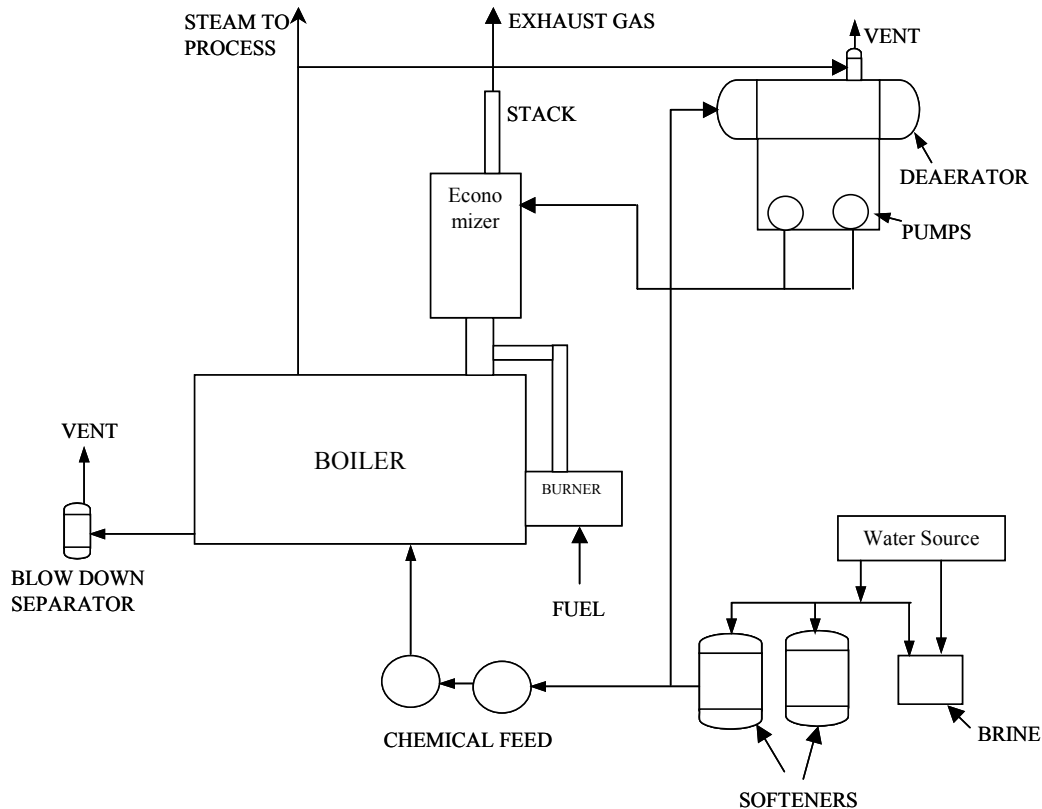 STEAM TO
PROCESS
EXHAUST GAS
VENT
STACK
DEAERATOR
Econo
mizer
PUMPS
VENT
BOILER
BURNER
Water Source
BLOW DOWN
SEPARATOR
FUEL
CHEMICAL FEED
BRINE
SOFTENERS